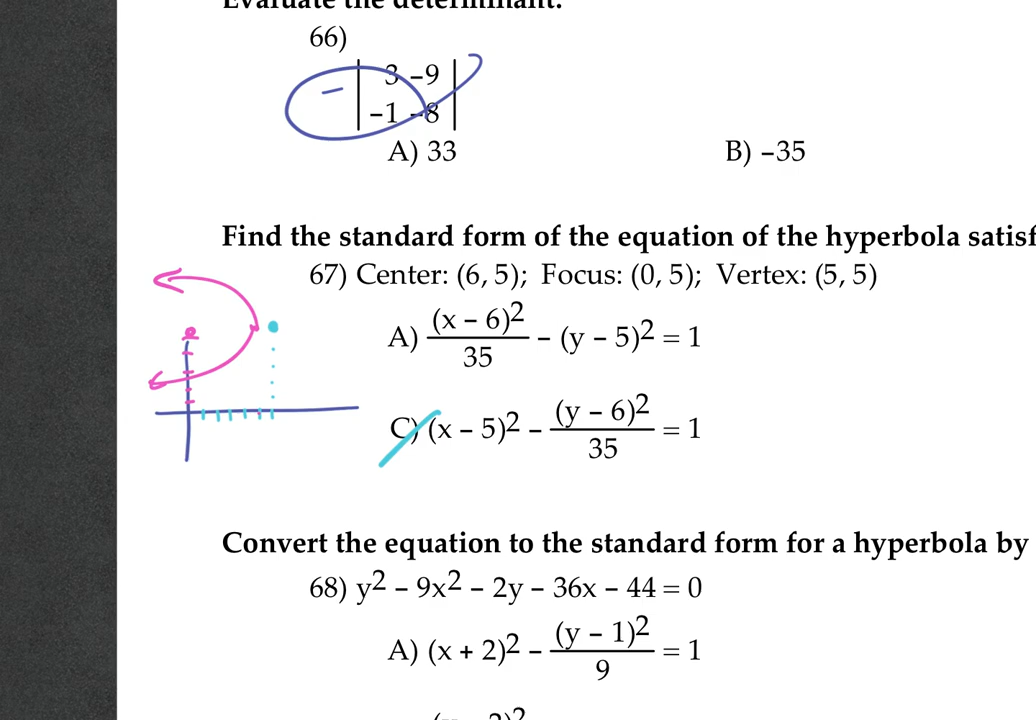 Evaluate the determinant.
66)
3 –9
–1 –8
A) 33 B) –35
Find the standard form of the equation of the hyperbola satisf
67) Center: (6, 5); Focus: (0, 5); Vertex: (5, 5)
A) (x – 6)²/35 – (y – 5)² = 1
C) (x – 5)² – (y – 6)²/35 = 1
Convert the equation to the standard form for a hyperbola by
68) y² – 9x² – 2y – 36x – 44 = 0
A) (x + 2)² – (y – 1)²/9 = 1